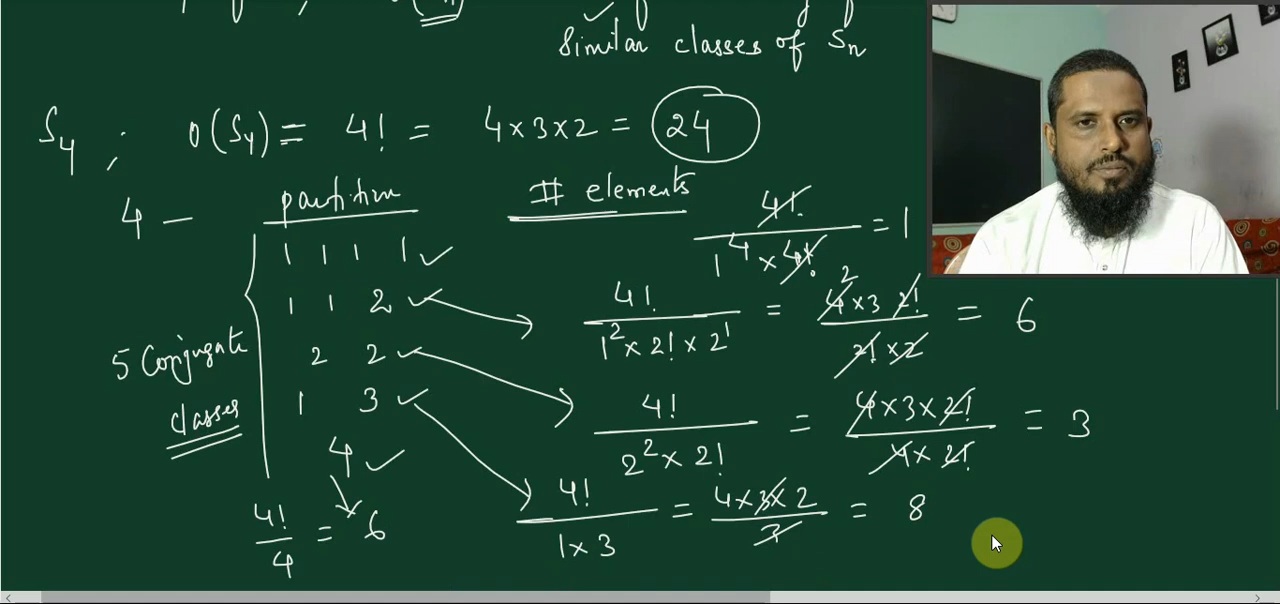 Similar classes of Sn
S4 ; O(S4) = 4! = 4×3×2 = 24
4 — partition # elements
1 1 1 1 ✓ 4! / 1^4 × 4! = 1
1 1 2 ✓ → 4! / 1^2 × 2! × 2^1 = 4×3 2! / 2! × 2 = 6
2
5 Conjugate classes
2 2 ✓ → 4! / 2^2 × 2! = 4×3×2! / 4×2! = 3
1 3 ✓ → 4! / 1×3 = 4×3×2 / 3 = 8
4 ✓
4! / 4 = 6